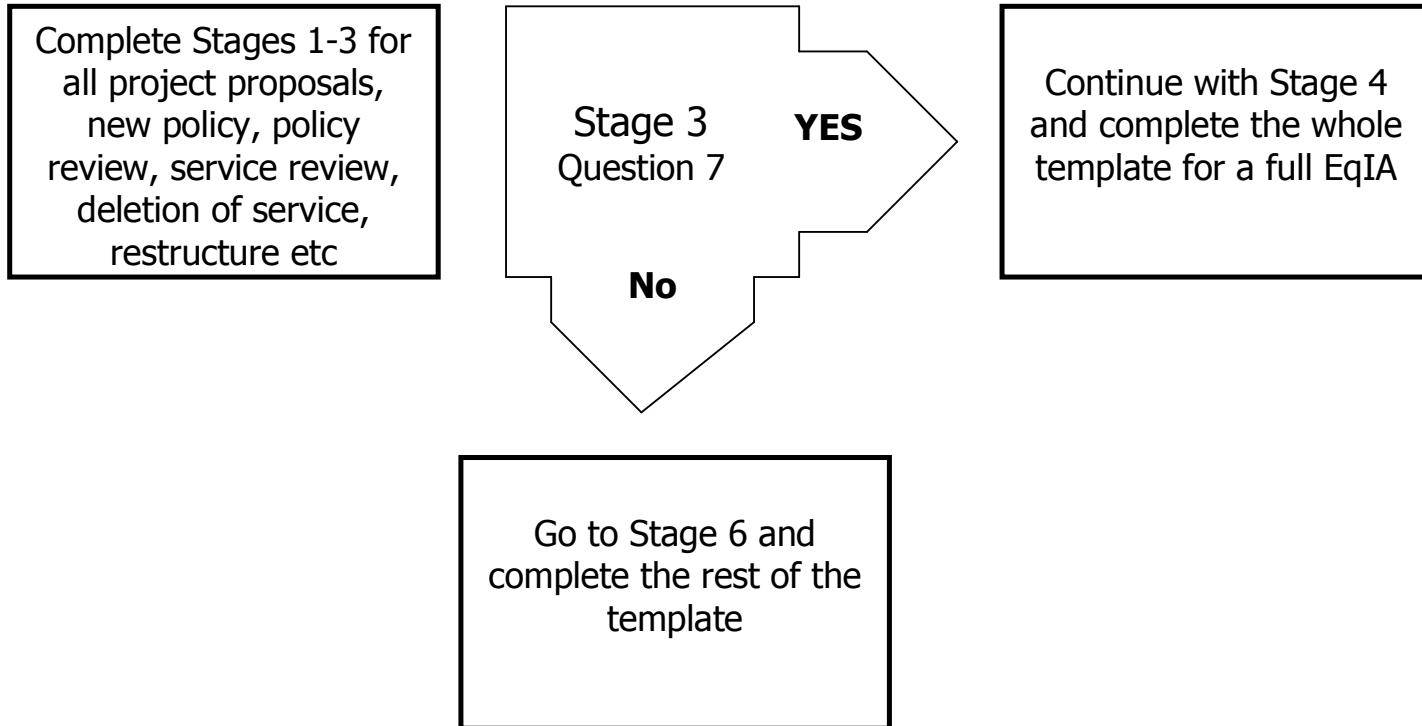 Complete Stages 1-3 for
all project proposals,
new policy, policy
review, service review,
deletion of service,
restructure etc
Stage 3
Question 7
YES
No
Continue with Stage 4
and complete the whole
template for a full EqIA
Go to Stage 6 and
complete the rest of the
template